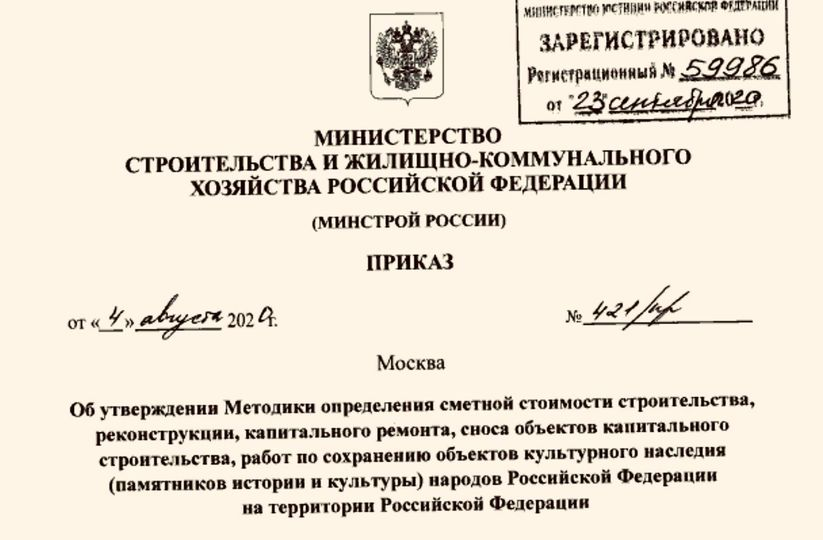 МИНИСТЕРСТВО ЮСТИЦИИ РОССИЙСКОЙ ФЕДЕРАЦИИ
ЗАРЕГИСТРИРОВАНО
Регистрационный № 59986
от "23" сентября 2020г.
МИНИСТЕРСТВО
СТРОИТЕЛЬСТВА И ЖИЛИЩНО-КОММУНАЛЬНОГО
ХОЗЯЙСТВА РОССИЙСКОЙ ФЕДЕРАЦИИ
(МИНСТРОЙ РОССИИ)
ПРИКАЗ
от «4» августа 2020г. № 421/пр
Москва
Об утверждении Методики определения сметной стоимости строительства,
реконструкции, капитального ремонта, сноса объектов капитального
строительства, работ по сохранению объектов культурного наследия
(памятников истории и культуры) народов Российской Федерации
на территории Российской Федерации